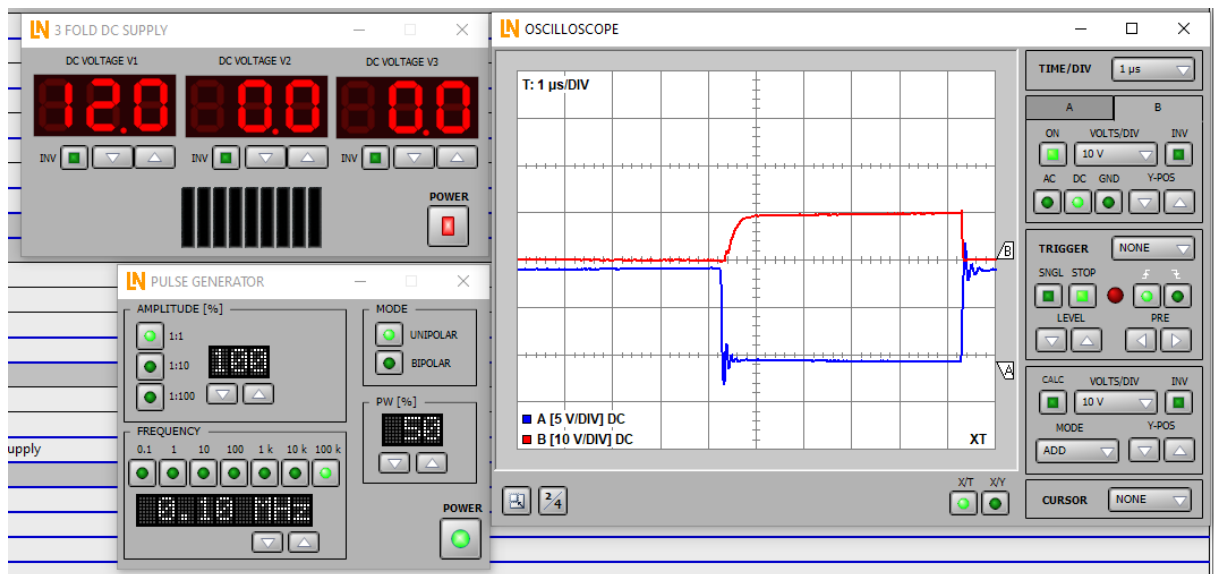 LN 3 FOLD DC SUPPLY
DC VOLTAGE V1 DC VOLTAGE V2 DC VOLTAGE V3
12.0 0.0 0.0
INV INV INV
POWER
LN PULSE GENERATOR
AMPLITUDE [%]
1:1
1:10
1:100
100
MODE
UNIPOLAR
BIPOLAR
PW [%]
50
FREQUENCY
0.1 1 10 100 1 k 10 k 100 k
0.10 MHz
POWER
upply
LN OSCILLOSCOPE
T: 1 µs/DIV
B
A
A [5 V/DIV] DC
B [10 V/DIV] DC
XT
2/4
X/T X/Y
TIME/DIV 1 µs
A B
ON VOLTS/DIV INV
10 V
AC DC GND Y-POS
TRIGGER NONE
SNGL STOP
LEVEL PRE
CALC VOLTS/DIV INV
10 V
MODE Y-POS
ADD
CURSOR NONE